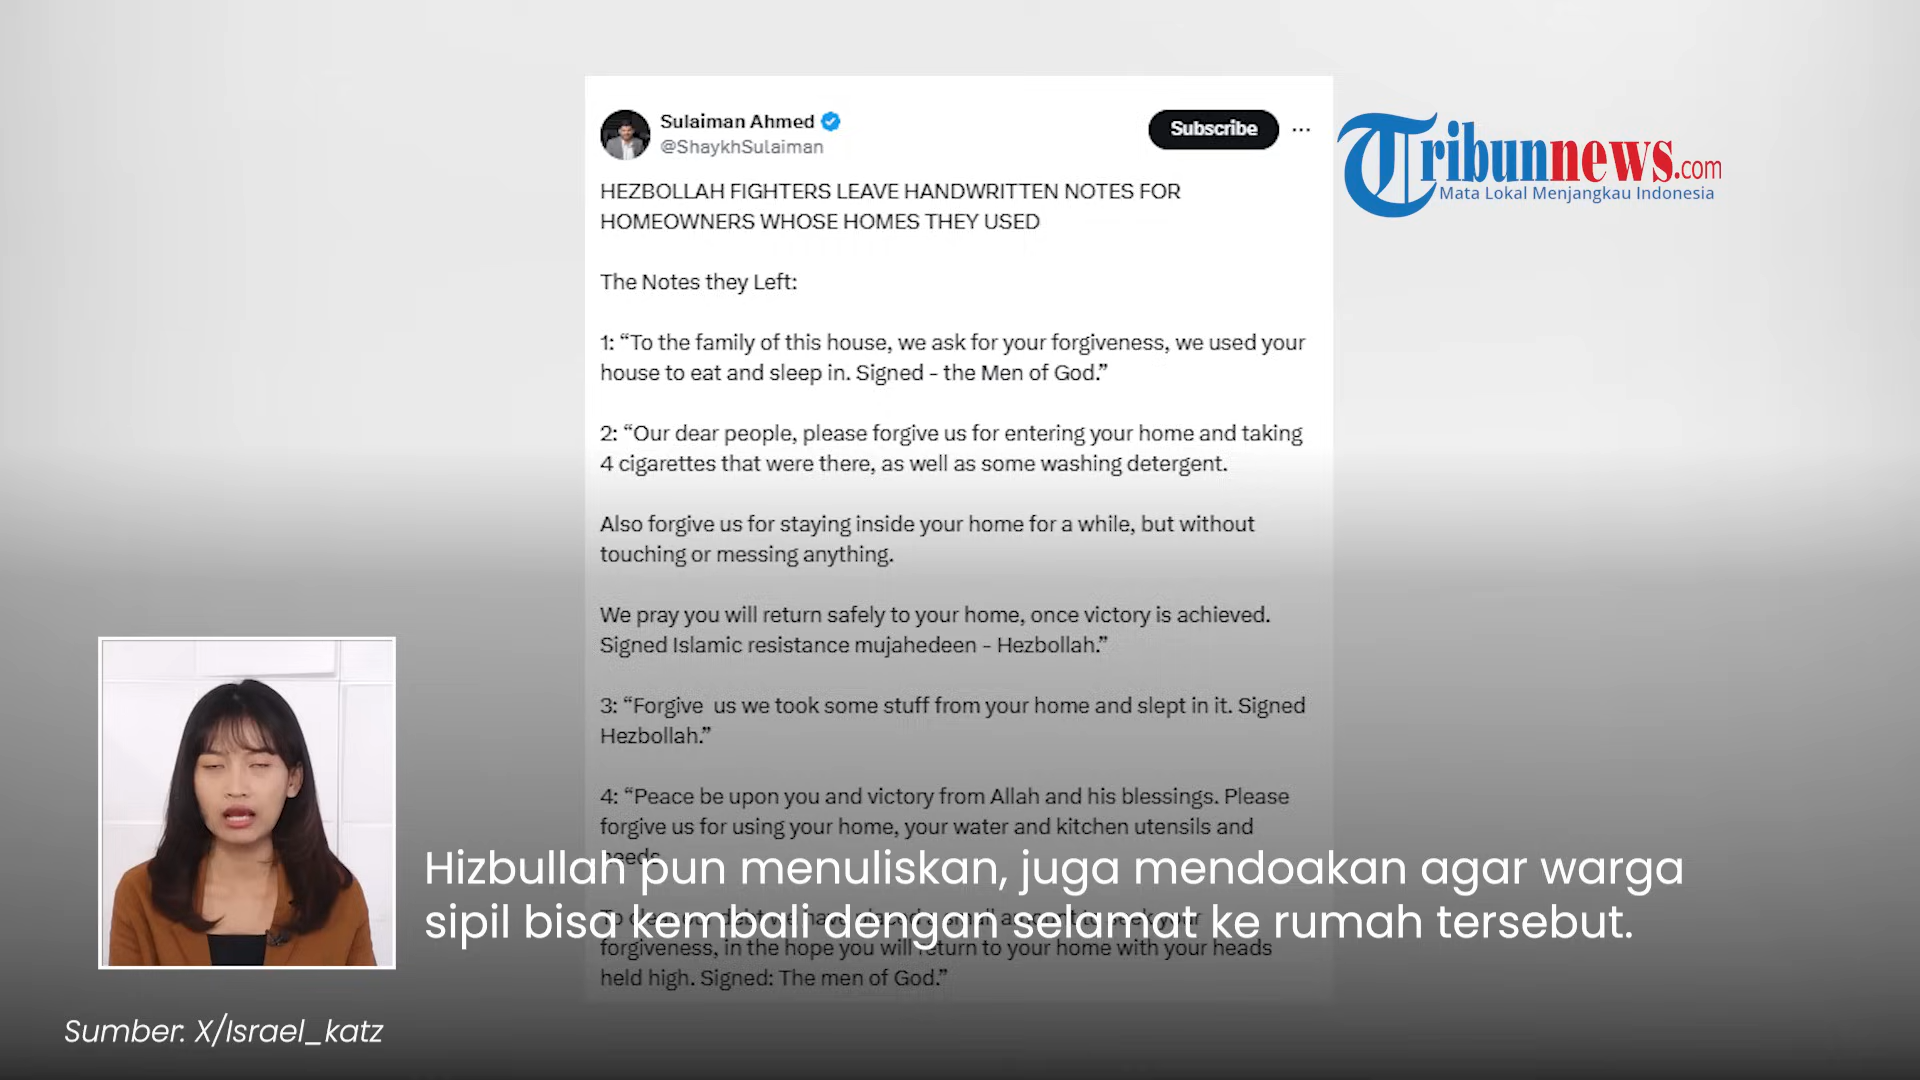 Sulaiman Ahmed
@ShaykhSulaiman
Subscribe
HEZBOLLAH FIGHTERS LEAVE HANDWRITTEN NOTES FOR
HOMEOWNERS WHOSE HOMES THEY USED
The Notes they Left:
1: “To the family of this house, we ask for your forgiveness, we used your
house to eat and sleep in. Signed - the Men of God.”
2: “Our dear people, please forgive us for entering your home and taking
4 cigarettes that were there, as well as some washing detergent.
Also forgive us for staying inside your home for a while, but without
touching or messing anything.
We pray you will return safely to your home, once victory is achieved.
Signed Islamic resistance mujahedeen - Hezbollah.”
3: “Forgive us we took some stuff from your home and slept in it. Signed
Hezbollah.”
4: “Peace be upon you and victory from Allah and his blessings. Please
forgive us for using your home, your water and kitchen utensils and
needs
forgiveness, in the hope you will return to your home with your heads
held high. Signed: The men of God.”
Tribunnews.com
Mata Lokal Menjangkau Indonesia
Hizbullah pun menuliskan, juga mendoakan agar warga
sipil bisa kembali dengan selamat ke rumah tersebut.
Sumber: X/Israel_katz